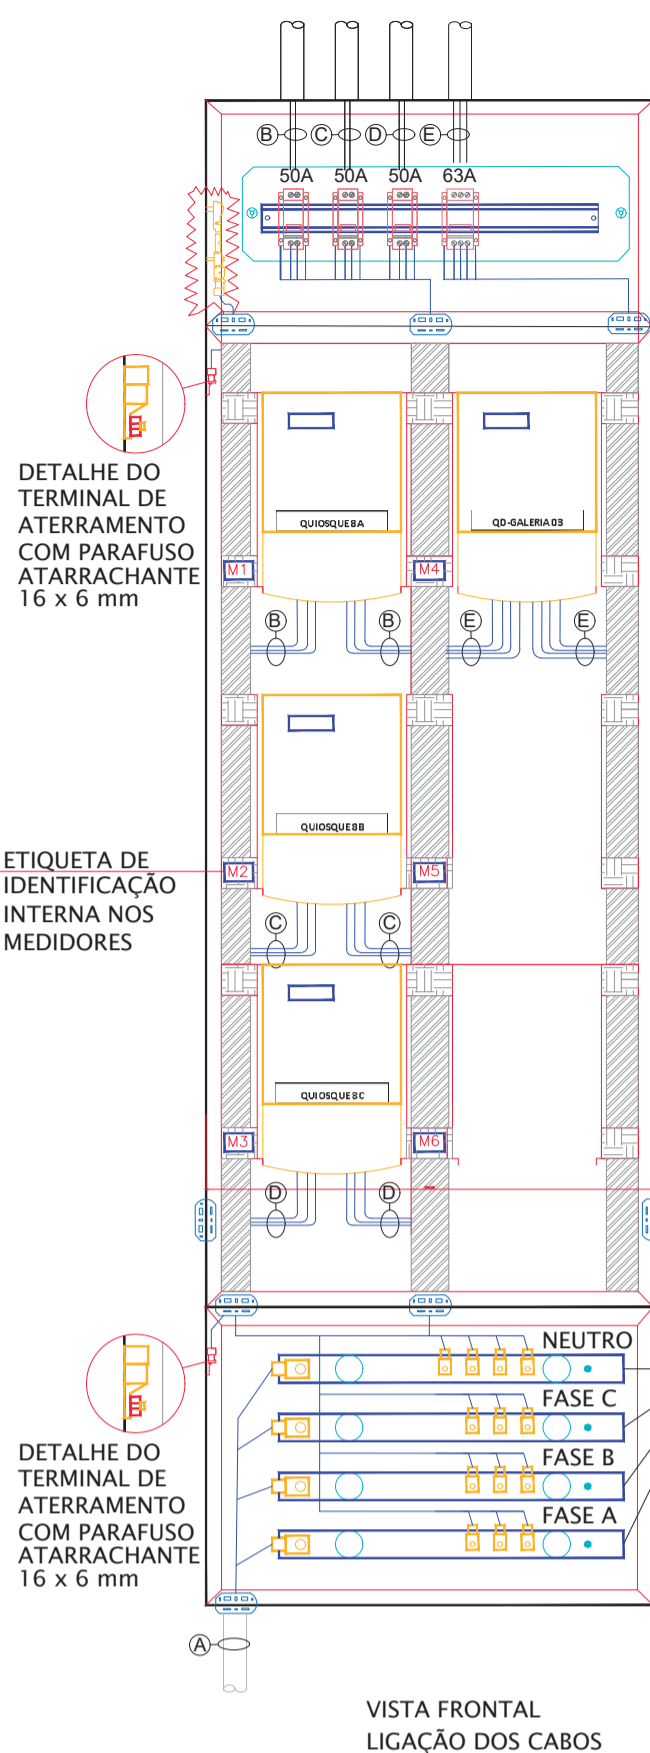 B
C
D
E
50A
50A
50A
63A
DETALHE DO
TERMINAL DE
ATERRAMENTO
COM PARAFUSO
ATARRACHANTE
16 x 6 mm
QUIOSQUE 8A
QD-GALERIA 03
M1
M4
B
B
E
E
QUIOSQUE 8B
ETIQUETA DE
IDENTIFICAÇÃO
INTERNA NOS
MEDIDORES
M2
M5
C
C
QUIOSQUE 8C
M3
M6
D
D
NEUTRO
FASE C
FASE B
FASE A
DETALHE DO
TERMINAL DE
ATERRAMENTO
COM PARAFUSO
ATARRACHANTE
16 x 6 mm
A
VISTA FRONTAL
LIGAÇÃO DOS CABOS